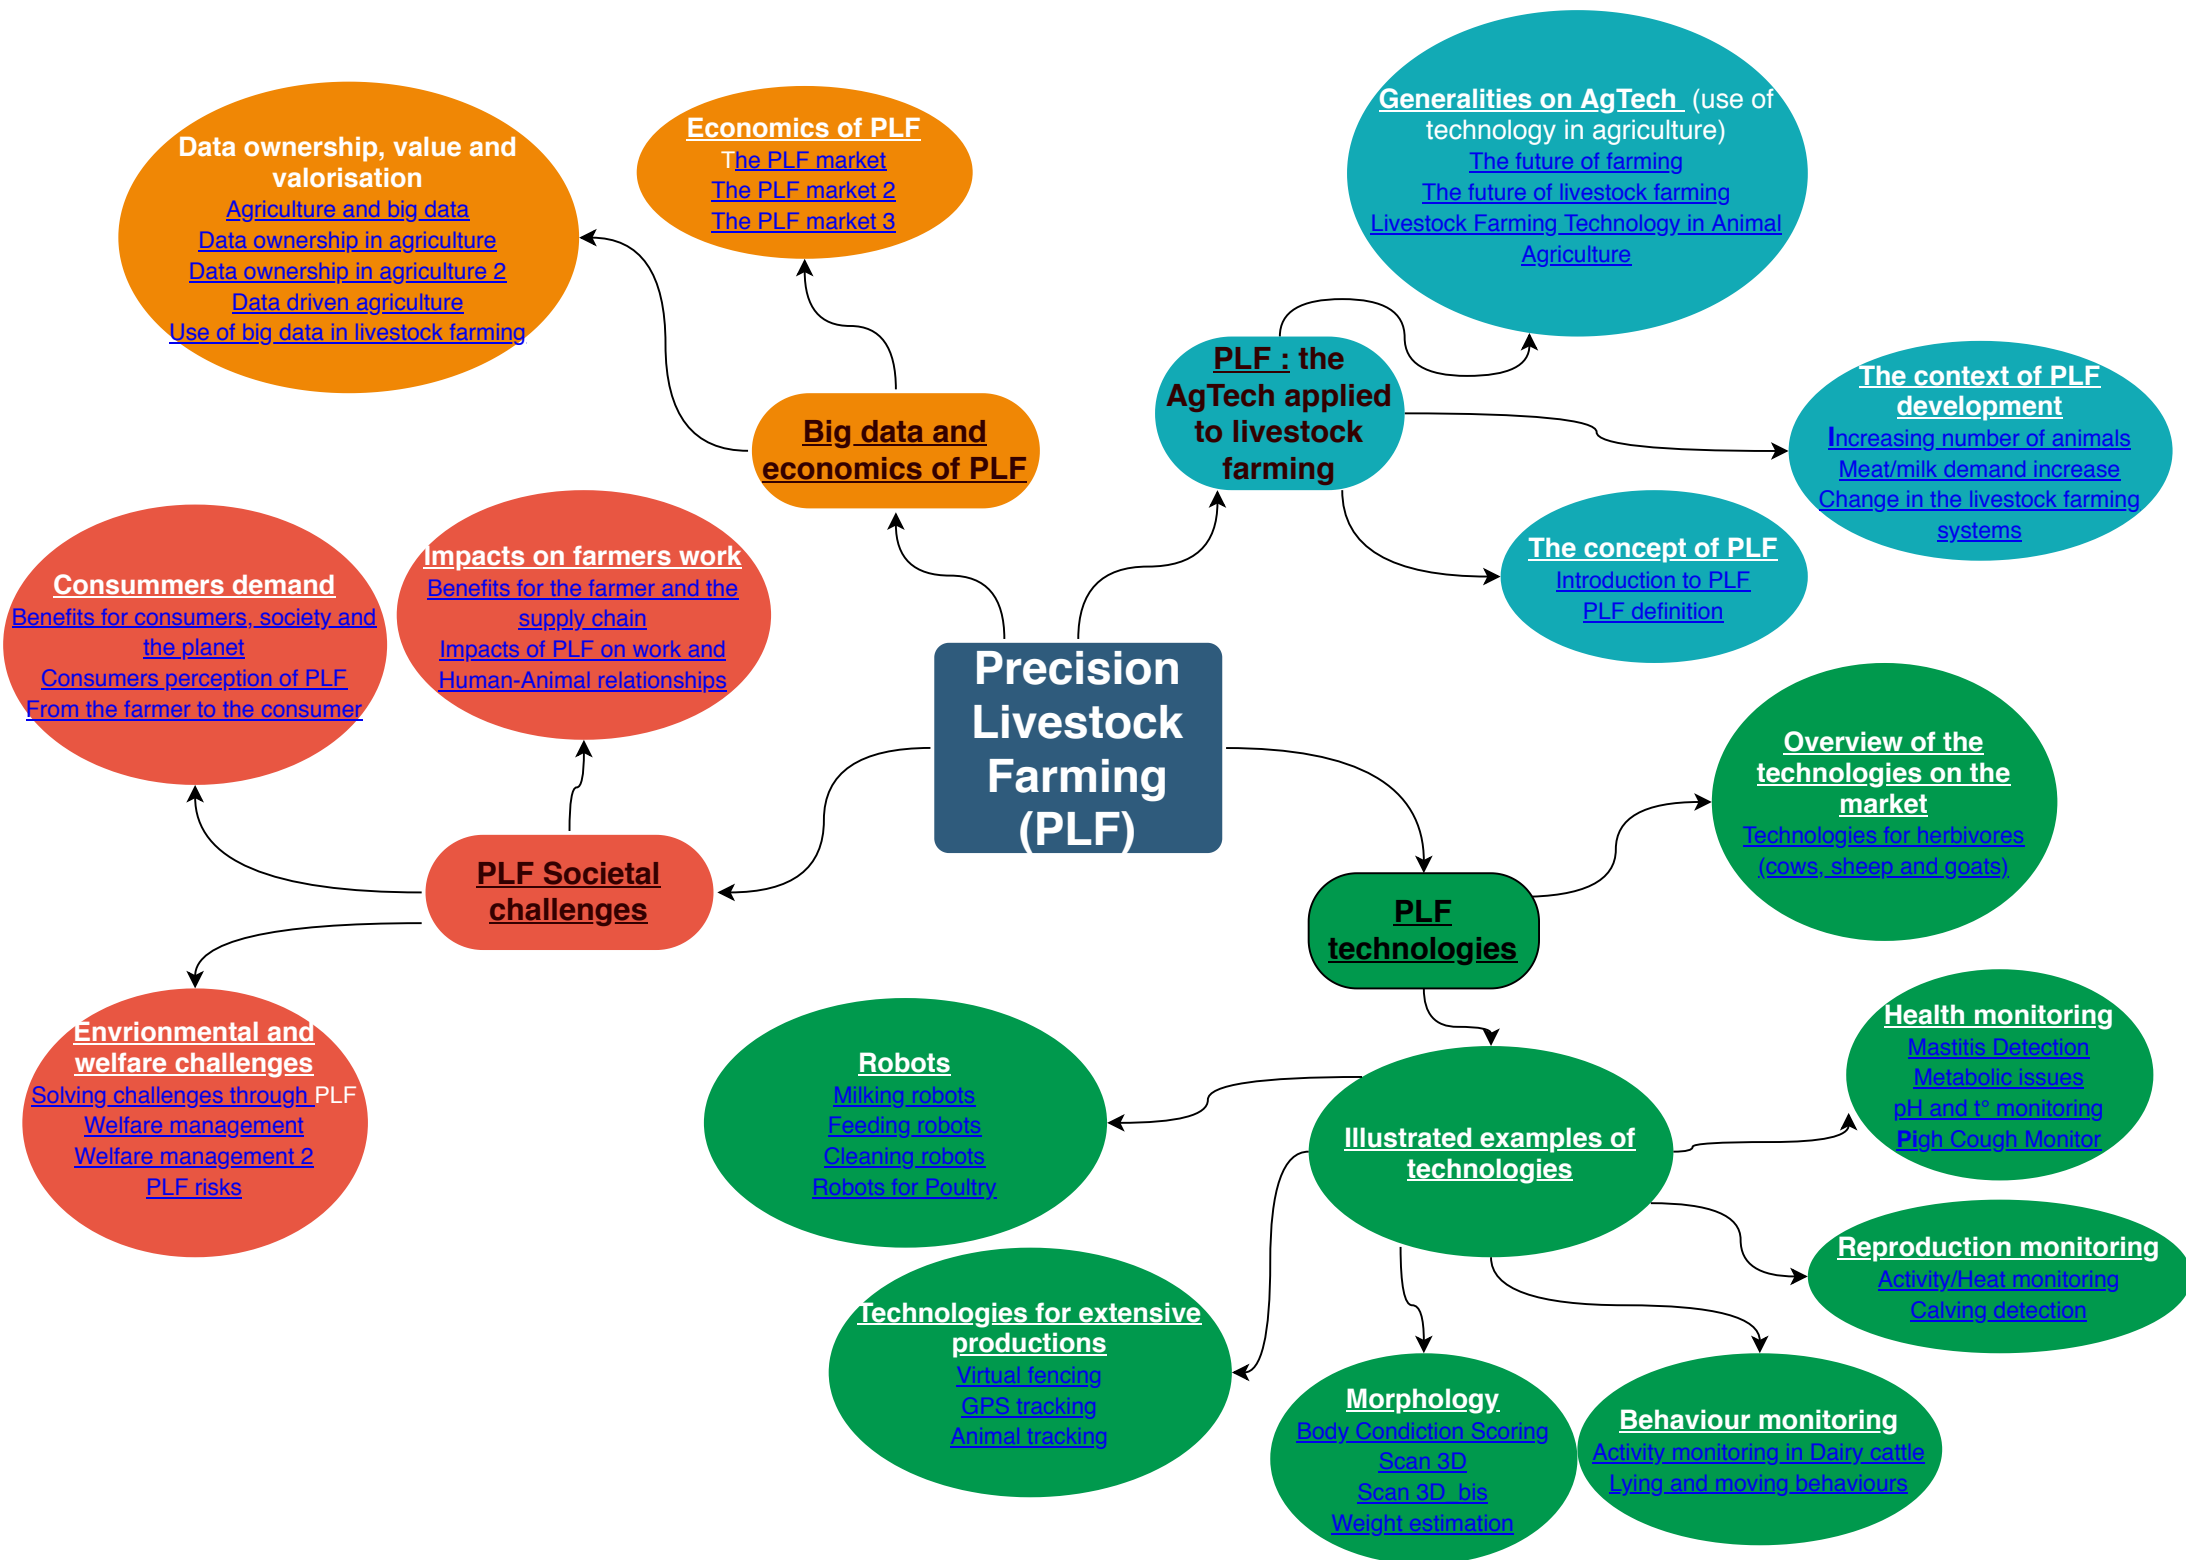 Generalities on AgTech  (use of
technology in agriculture)
The future of farming
The future of livestock farming
Livestock Farming Technology in Animal
Agriculture
Economics of PLF
The PLF market
The PLF market 2
The PLF market 3
Data ownership, value and
valorisation
Agriculture and big data
Data ownership in agriculture
Data ownership in agriculture 2
Data driven agriculture
Use of big data in livestock farming
PLF : the
AgTech applied
to livestock
farming
The context of PLF
development
Increasing number of animals
Meat/milk demand increase
Change in the livestock farming
systems
Big data and
economics of PLF
The concept of PLF
Introduction to PLF
PLF definition
Impacts on farmers work
Benefits for the farmer and the
supply chain
Impacts of PLF on work and
Human-Animal relationships
Consummers demand
Benefits for consumers, society and
the planet
Consumers perception of PLF
From the farmer to the consumer
Precision
Livestock
Farming
(PLF)
Overview of the
technologies on the
market
Technologies for herbivores
(cows, sheep and goats)
PLF Societal
challenges
PLF
technologies
Envrionmental and
welfare challenges
Solving challenges through PLF
Welfare management
Welfare management 2
PLF risks
Robots
Milking robots
Feeding robots
Cleaning robots
Robots for Poultry
Illustrated examples of
technologies
Health monitoring
Mastitis Detection
Metabolic issues
pH and t° monitoring
Pigh Cough Monitor
Reproduction monitoring
Activity/Heat monitoring
Calving detection
Technologies for extensive
productions
Virtual fencing
GPS tracking
Animal tracking
Morphology
Body Condiction Scoring
Scan 3D
Scan 3D_bis
Weight estimation
Behaviour monitoring
Activity monitoring in Dairy cattle
Lying and moving behaviours